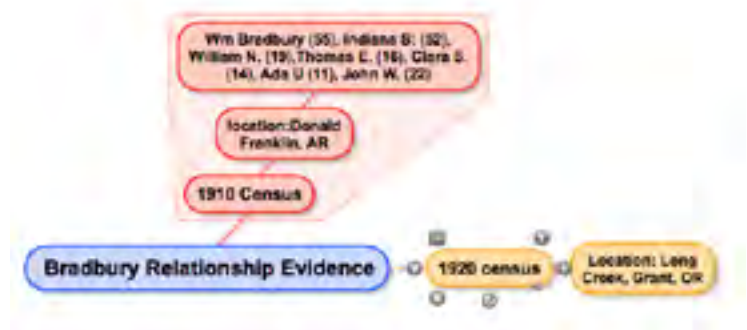 Wm Bredbury (55), Indiana S. (52),
William N. (19),Thomas E. (16), Clara S.
(14), Ada U (11), John W. (22)
location:Donald
Franklin, AR
1910 Census
Bradbury Relationship Evidence
1920 census
Location: Long
Creek, Grant, OR